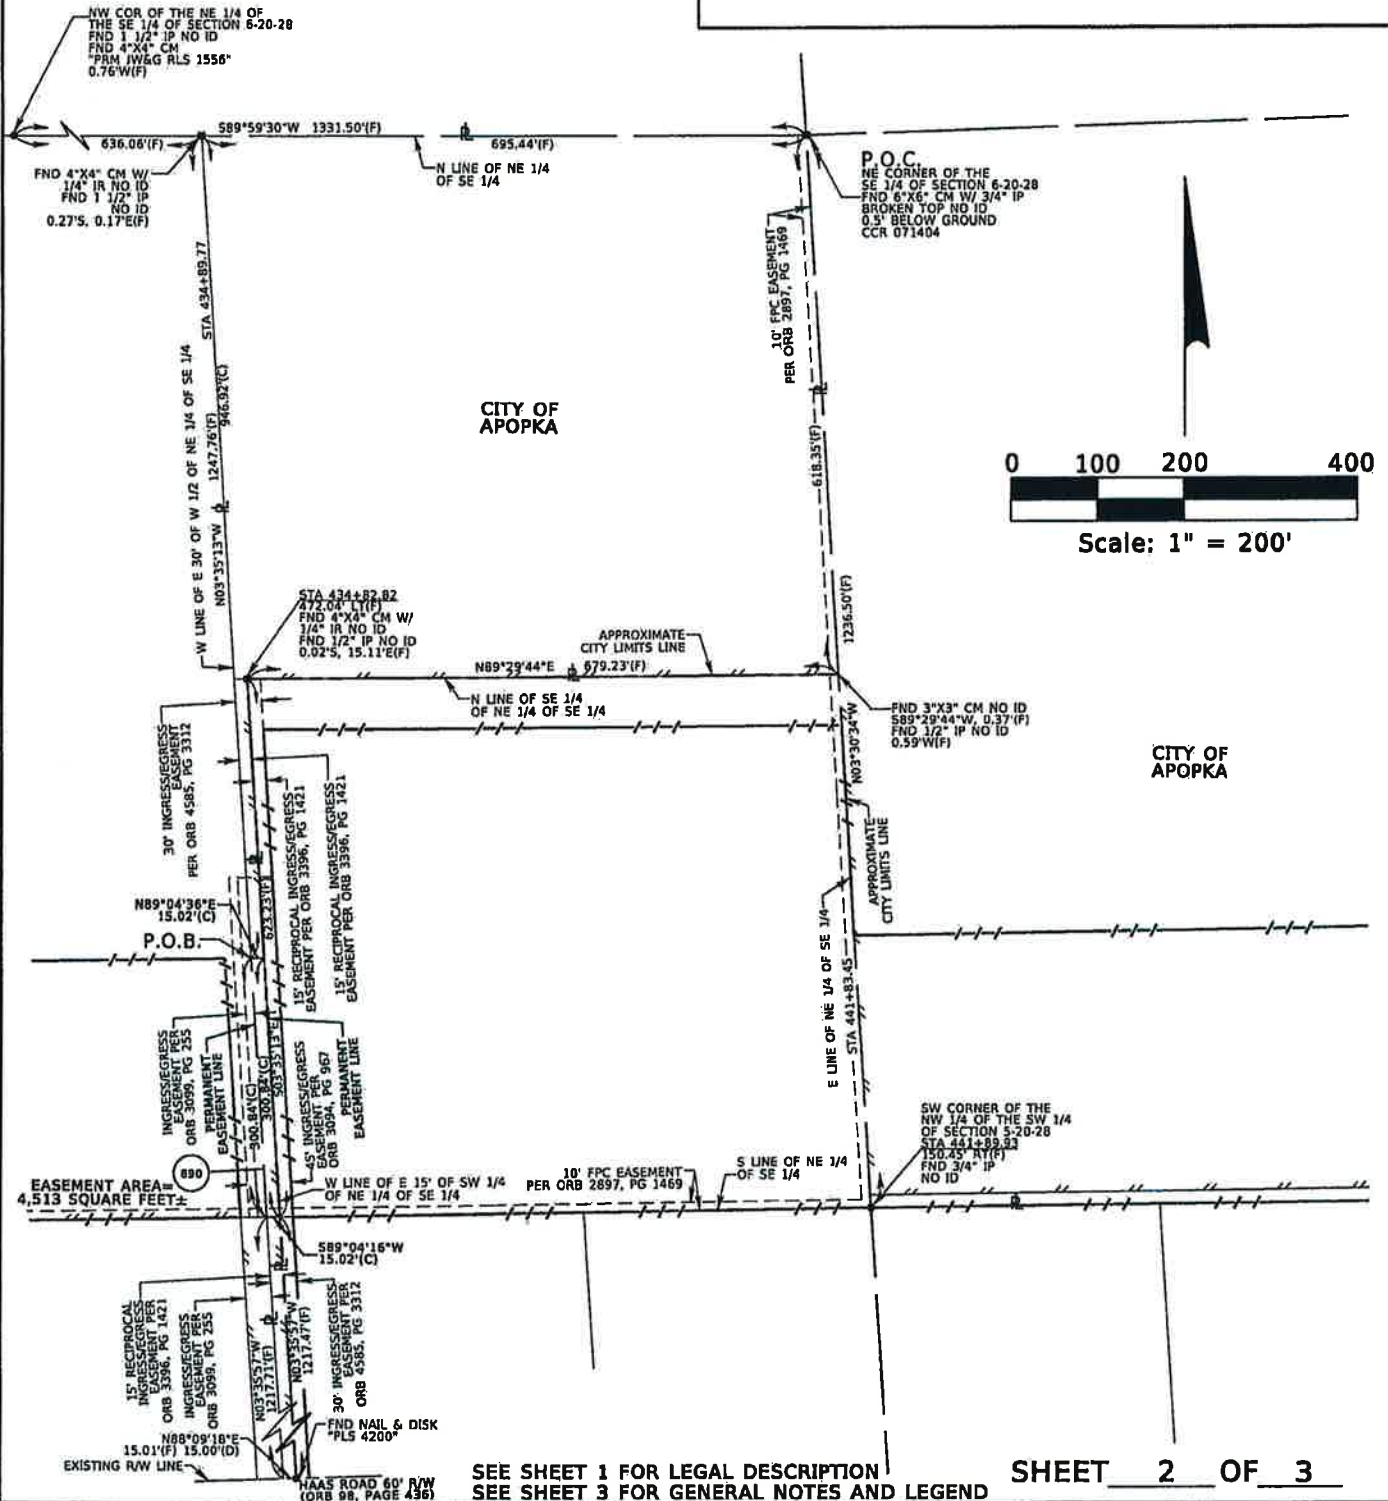 NW COR OF THE NE 1/4 OF
THE SE 1/4 OF SECTION 6-20-28
FND 1 1/2" IP NO ID
FND 4"X4" CM
"PRM JW&G RLS 1556"
0.76'W(F)
S89°59'30"W 1331.50'(F)
636.06'(F)
695.44'(F)
N LINE OF NE 1/4
OF SE 1/4
FND 4"X4" CM W/
1/4" IR NO ID
FND 1 1/2" IP
NO ID
0.27'S, 0.17'E(F)
P.O.C.
NE CORNER OF THE
SE 1/4 OF SECTION 6-20-28
FND 6"X6" CM W/ 3/4" IP
BROKEN TOP NO ID
0.5' BELOW GROUND
CCR 071404
10' FPC EASEMENT
PER ORB 2897, PG 1469
STA 434+89.77
W LINE OF E 30' OF W 1/2 OF NE 1/4 OF SE 1/4
N03°35'13"W 1247.76'(F)
946.92'(C)
CITY OF
APOPKA
618.35'(F)
1236.50'(F)
0 100 200 400
Scale: 1" = 200'
STA 434+82.82
472.04' LT(F)
FND 4"X4" CM W/
1/4" IR NO ID
FND 1/2" IP NO ID
0.02'S, 15.11'E(F)
APPROXIMATE
CITY LIMITS LINE
N89°29'44"E 679.23'(F)
N LINE OF SE 1/4
OF NE 1/4 OF SE 1/4
FND 3"X3" CM NO ID
S89°29'44"W, 0.37'(F)
FND 1/2" IP NO ID
0.59'W(F)
N03°30'34"W
CITY OF
APOPKA
30' INGRESS/EGRESS
EASEMENT
PER ORB 4585, PG 3312
15' RECIPROCAL INGRESS/EGRESS
EASEMENT PER ORB 3396, PG 1421
15' RECIPROCAL INGRESS/EGRESS
EASEMENT PER ORB 3396, PG 1421
623.23'(F)
APPROXIMATE
CITY LIMITS LINE
N89°04'36"E
15.02'(C)
P.O.B.
E LINE OF NE 1/4 OF SE 1/4
STA 441+83.45
INGRESS/EGRESS
EASEMENT PER
ORB 3099, PG 255
PERMANENT
EASEMENT LINE
300.84'(C)
300.84'(C)
S03°35'13"E
45' INGRESS/EGRESS
EASEMENT PER
ORB 3094, PG 967
PERMANENT
EASEMENT LINE
SW CORNER OF THE
NW 1/4 OF THE SW 1/4
OF SECTION 5-20-28
STA 441+89.93
150.45' RT(F)
FND 3/4" IP
NO ID
890
EASEMENT AREA=
4,513 SQUARE FEET±
W LINE OF E 15' OF SW 1/4
OF NE 1/4 OF SE 1/4
10' FPC EASEMENT
PER ORB 2897, PG 1469
S LINE OF NE 1/4
OF SE 1/4
S89°04'16"W
15.02'(C)
15' RECIPROCAL
INGRESS/EGRESS
EASEMENT PER
ORB 3396, PG 1421
INGRESS/EGRESS
EASEMENT PER
ORB 3099, PG 255
N03°35'57"W
1217.71'(F)
N03°35'57"W
1217.47'(F)
30' INGRESS/EGRESS
EASEMENT PER
ORB 4585, PG 3312
N88°09'18"E
15.01'(F) 15.00'(D)
EXISTING R/W LINE
FND NAIL & DISK
"PLS 4200"
HAAS ROAD 60' R/W
(ORB 98, PAGE 436)
SEE SHEET 1 FOR LEGAL DESCRIPTION
SEE SHEET 3 FOR GENERAL NOTES AND LEGEND
SHEET 2 OF 3